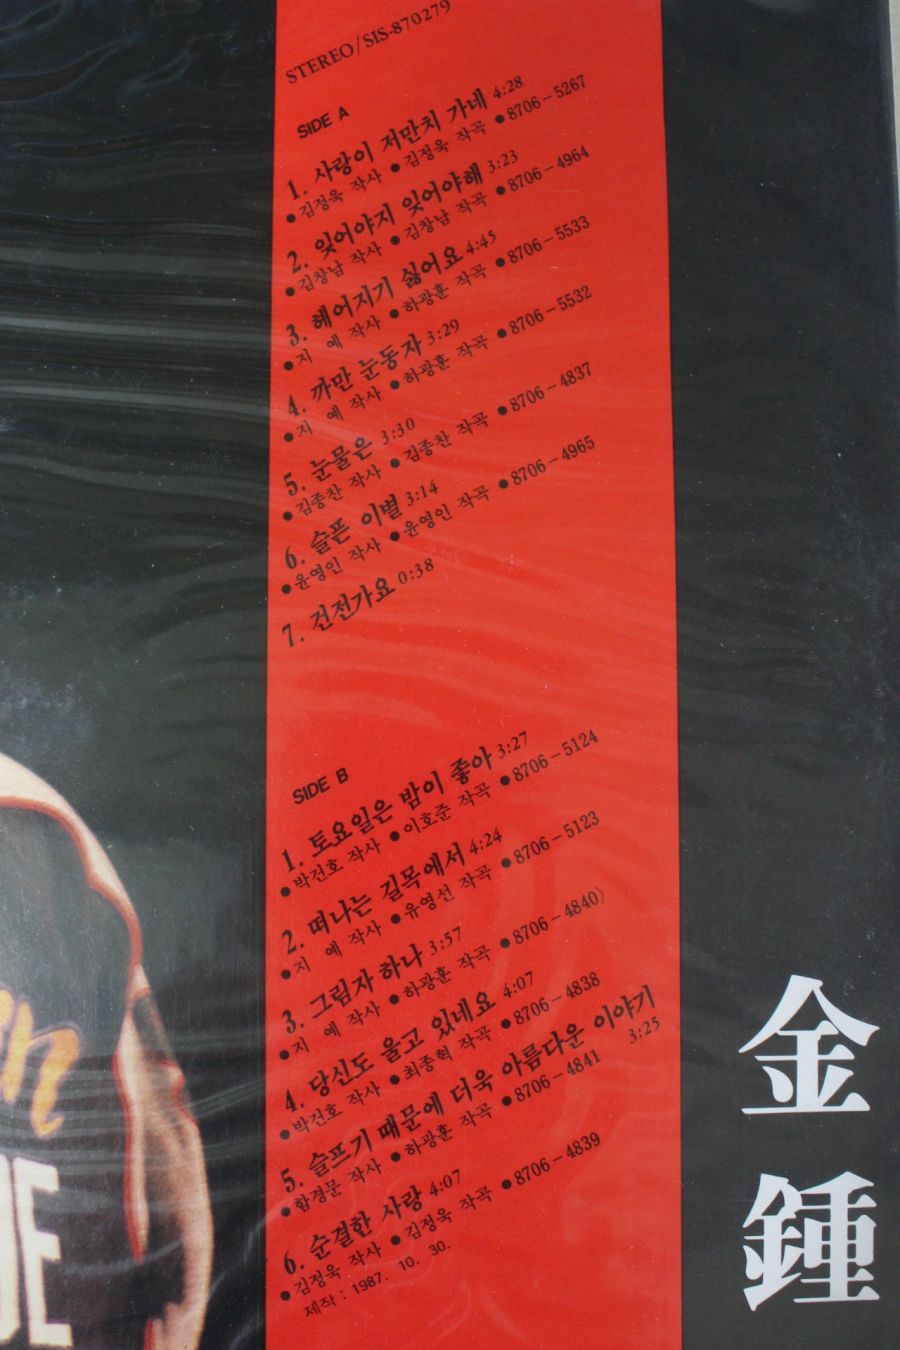 STEREO/SIS-870279
SIDE A
1. 사랑이 저만치 가네 4:28
●김정욱 작사 ●김정욱 작곡 ●8706-5267
2. 잊어야지 잊어야해 3:23
●김창남 작사 ●김창남 작곡 ●8706-4964
3. 헤어지기 싫어요 4:45
●지 예 작사 ●하광훈 작곡 ●8706-5533
4. 까만 눈동자 3:29
●지 예 작사 ●하광훈 작곡 ●8706-5532
5. 눈물은 3:30
●김종찬 작사 ●김종찬 작곡 ●8706-4837
6. 슬픈 이별 3:14
●윤영인 작사 ●윤영인 작곡 ●8706-4965
7. 건전가요 0:38
SIDE B
1. 토요일은 밤이 좋아 3:27
●박건호 작사 ●이호준 작곡 ●8706-5124
2. 떠나는 길목에서 4:24
●지 예 작사 ●유영선 작곡 ●8706-5123
3. 그림자 하나 3:57
●지 예 작사 ●하광훈 작곡 ●8706-4840〉
4. 당신도 울고 있네요 4:07
●박건호 작사 ●최종혁 작곡 ●8706-4838
5. 슬프기 때문에 더욱 아름다운 이야기 3:25
●함경문 작사 ●하광훈 작곡 ●8706-4841
6. 순결한 사랑 4:07
●김정욱 작사 ●김정욱 작곡 ●8706-4839
제작 : 1987. 10. 30.
金
鍾